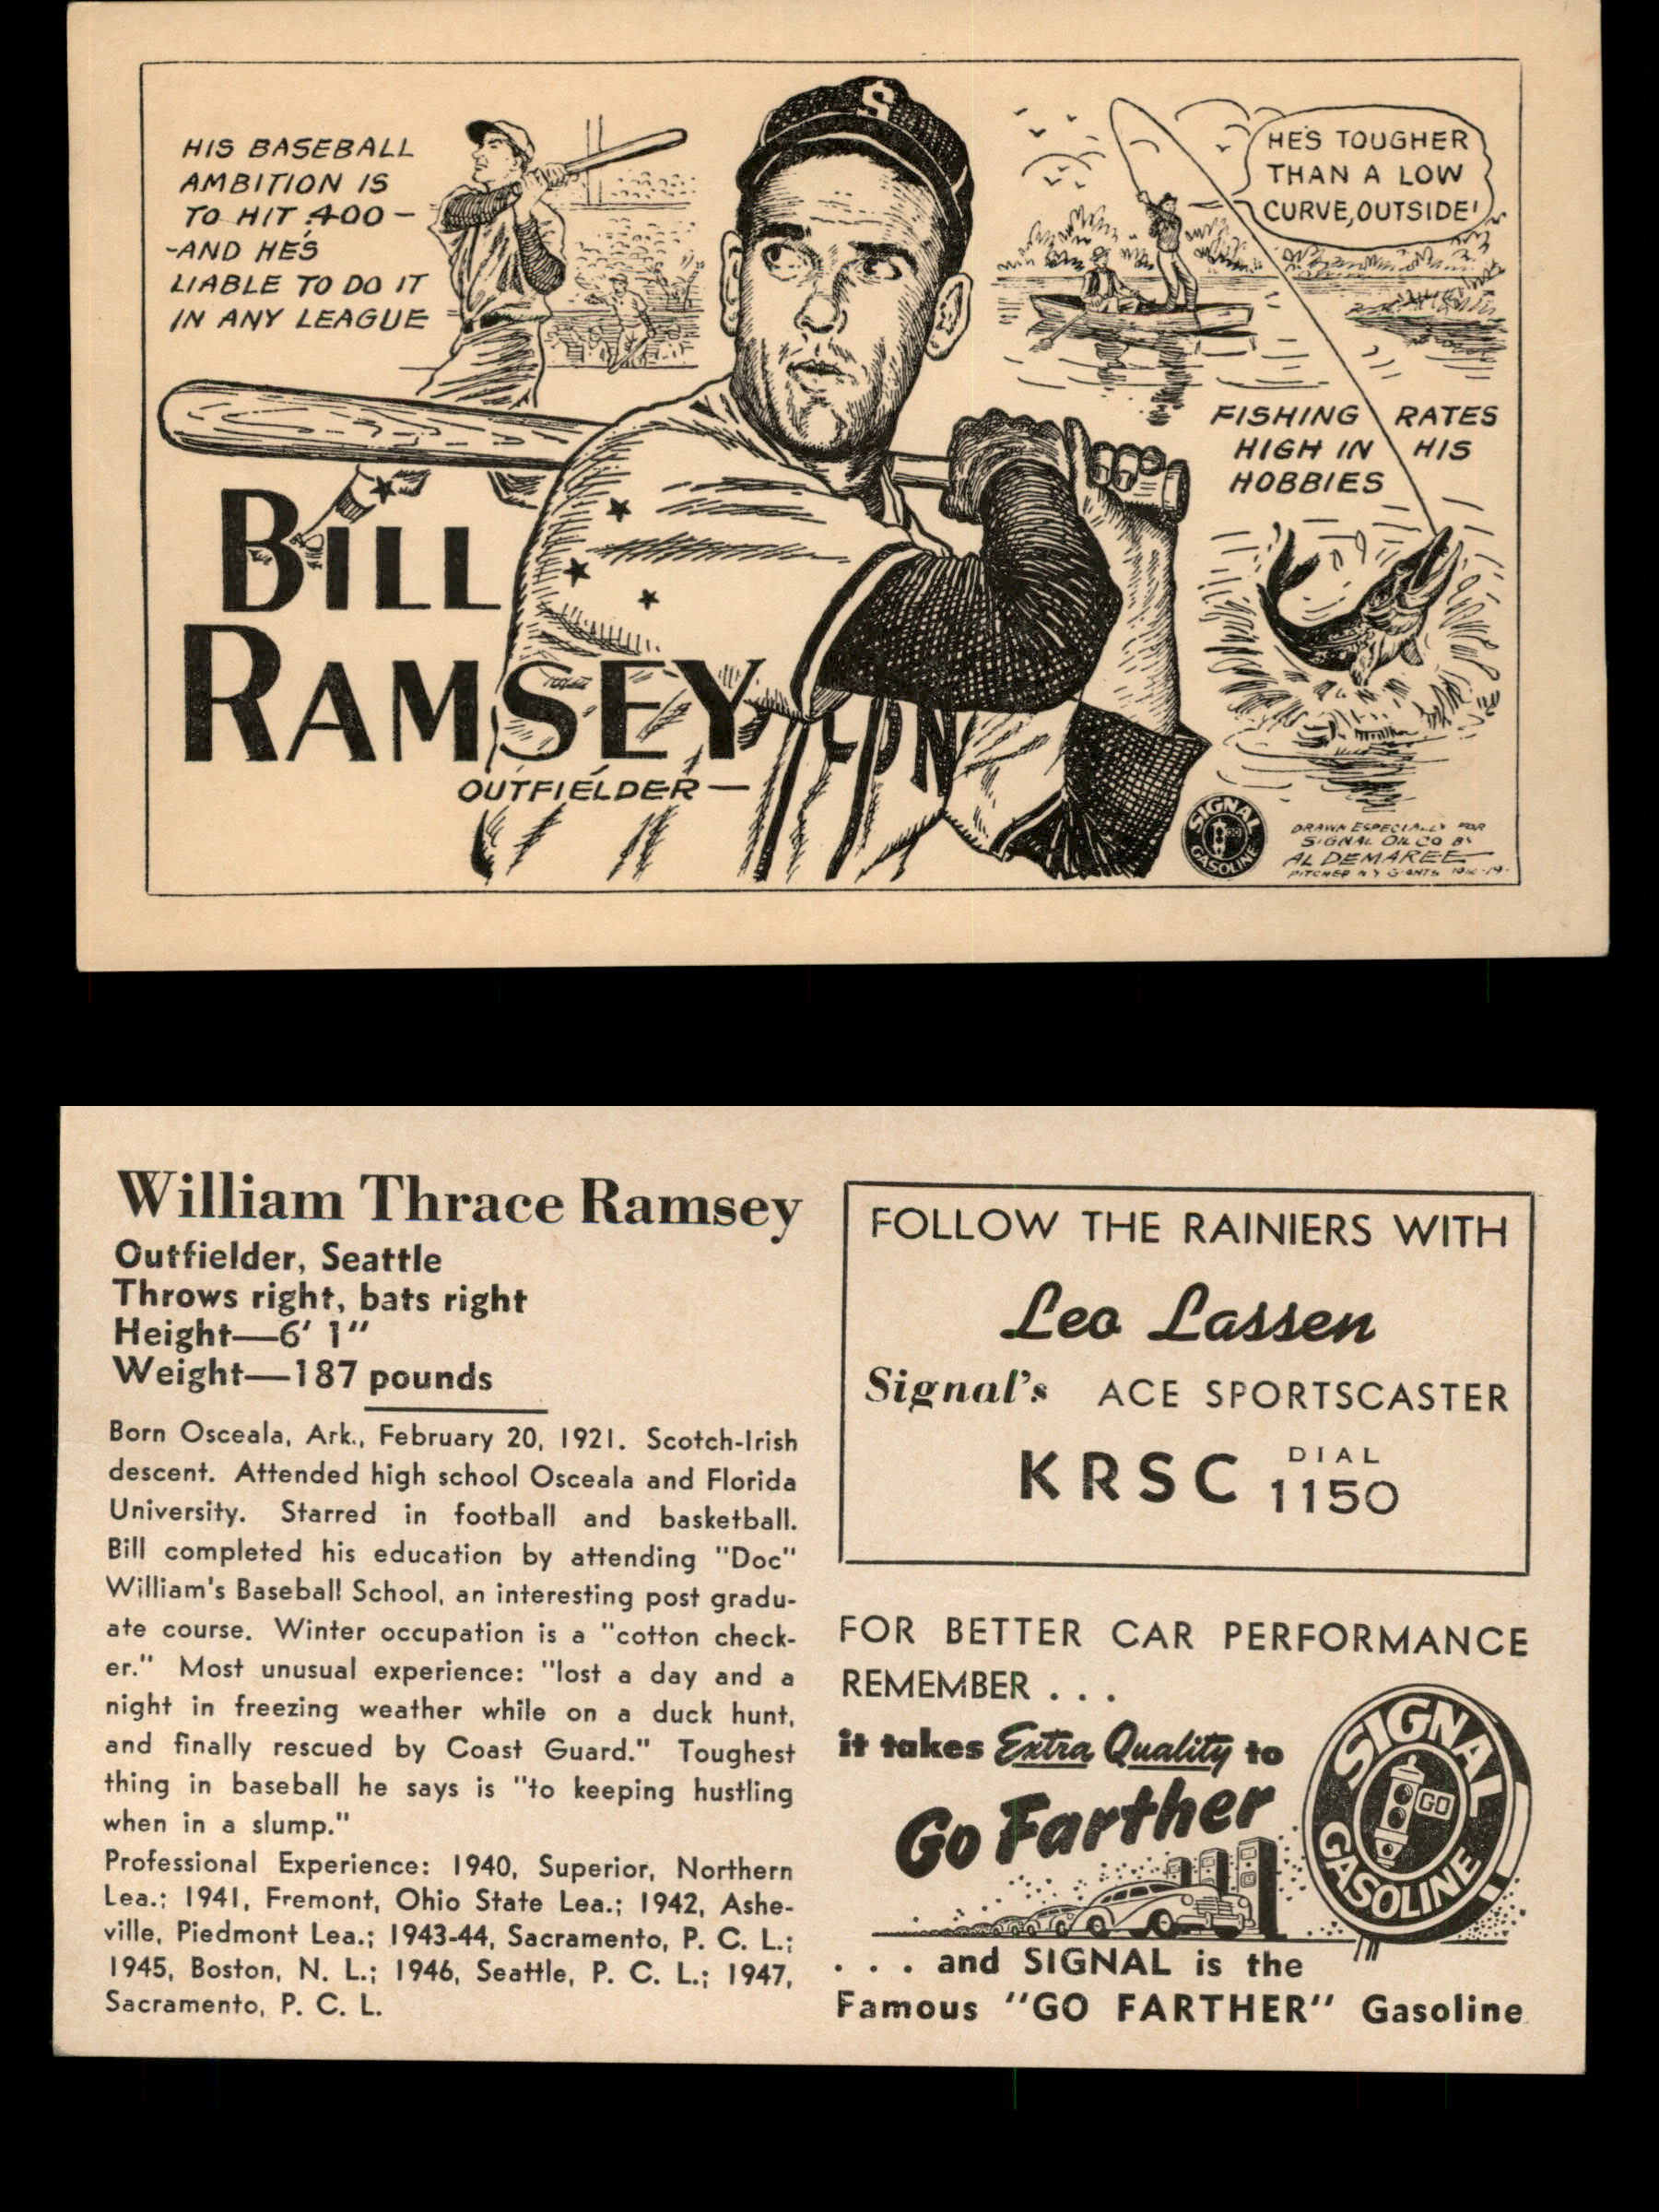 HIS BASEBALL
AMBITION IS
TO HIT .400 –
-AND HE'S
LIABLE TO DO IT
IN ANY LEAGUE
S
HE'S TOUGHER
THAN A LOW
CURVE, OUTSIDE!
FISHING RATES
HIGH IN HIS
HOBBIES
BILL
RAMSEY
OUTFIELDER —
SIGNAL
GASOLINE
DRAWN ESPECIALLY FOR
SIGNAL OIL CO BY
AL DEMAREE
PITCHER N Y GIANTS
William Thrace Ramsey
Outfielder, Seattle
Throws right, bats right
Height—6' 1"
Weight—187 pounds
Born Osceala, Ark., February 20, 1921. Scotch-Irish
descent. Attended high school Osceala and Florida
University. Starred in football and basketball.
Bill completed his education by attending "Doc"
William's Baseball School, an interesting post gradu-
ate course. Winter occupation is a "cotton check-
er." Most unusual experience: "lost a day and a
night in freezing weather while on a duck hunt,
and finally rescued by Coast Guard." Toughest
thing in baseball he says is "to keeping hustling
when in a slump."
Professional Experience: 1940, Superior, Northern
Lea.; 1941, Fremont, Ohio State Lea.; 1942, Ashe-
ville, Piedmont Lea.; 1943-44, Sacramento, P. C. L.;
1945, Boston, N. L.; 1946, Seattle, P. C. L.; 1947,
Sacramento, P. C. L.
FOLLOW THE RAINIERS WITH
Leo Lassen
Signal's ACE SPORTSCASTER
KRSC DIAL
1150
FOR BETTER CAR PERFORMANCE
REMEMBER . . .
it takes Extra Quality to
Go Farther
SIGNAL
GO
GASOLINE
. . . and SIGNAL is the
Famous "GO FARTHER" Gasoline